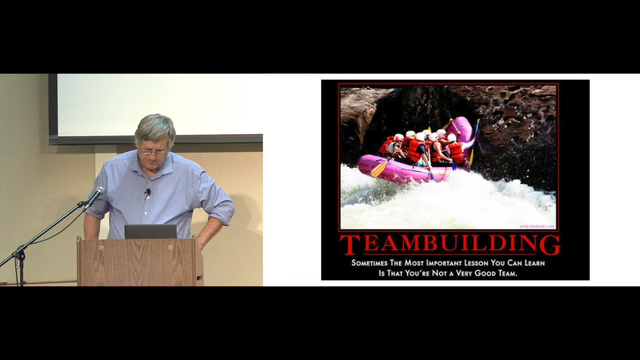 TEAMBUILDING
SOMETIMES THE MOST IMPORTANT LESSON YOU CAN LEARN
IS THAT YOU'RE NOT A VERY GOOD TEAM.